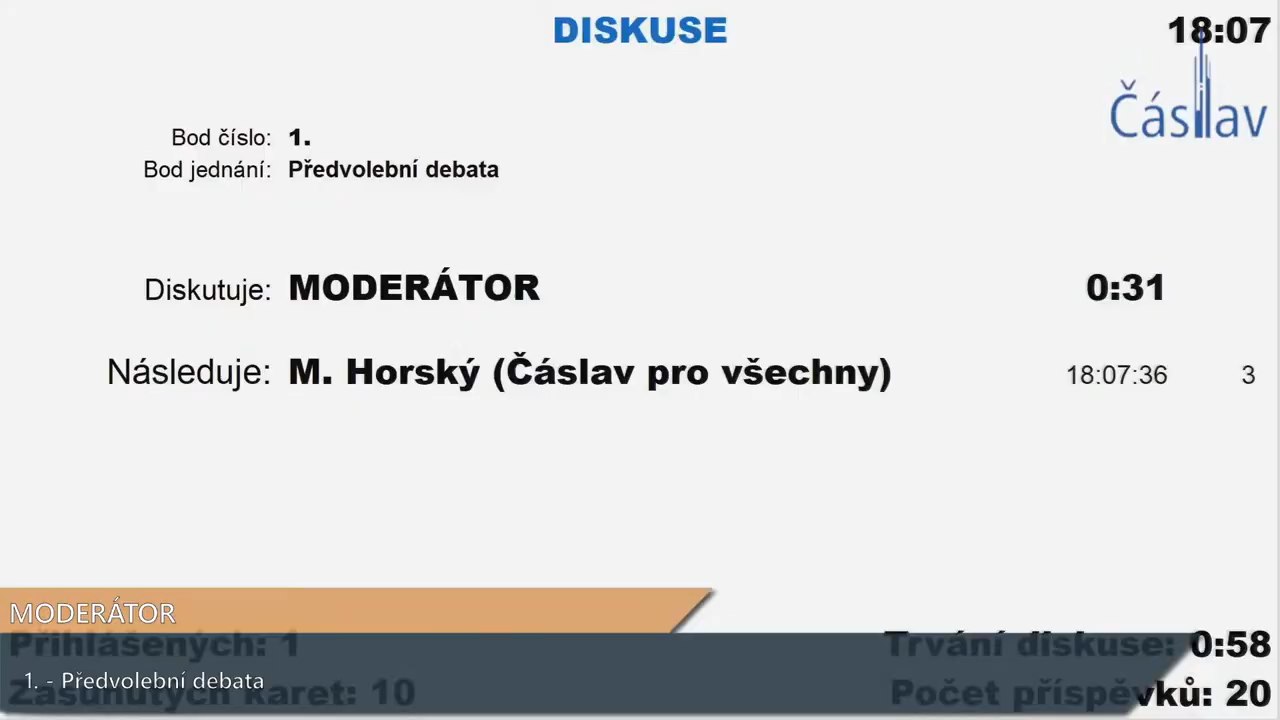 DISKUSE
18:07
Čáslav
Bod číslo: 1.
Bod jednání: Předvolební debata
Diskutuje: MODERÁTOR 0:31
Následuje: M. Horský (Čáslav pro všechny) 18:07:36 3
MODERÁTOR
Přihlášených: 1 Trvání diskuse: 0:58
1. - Předvolební debata
Zasunutých karet: 10 Počet příspěvků: 20